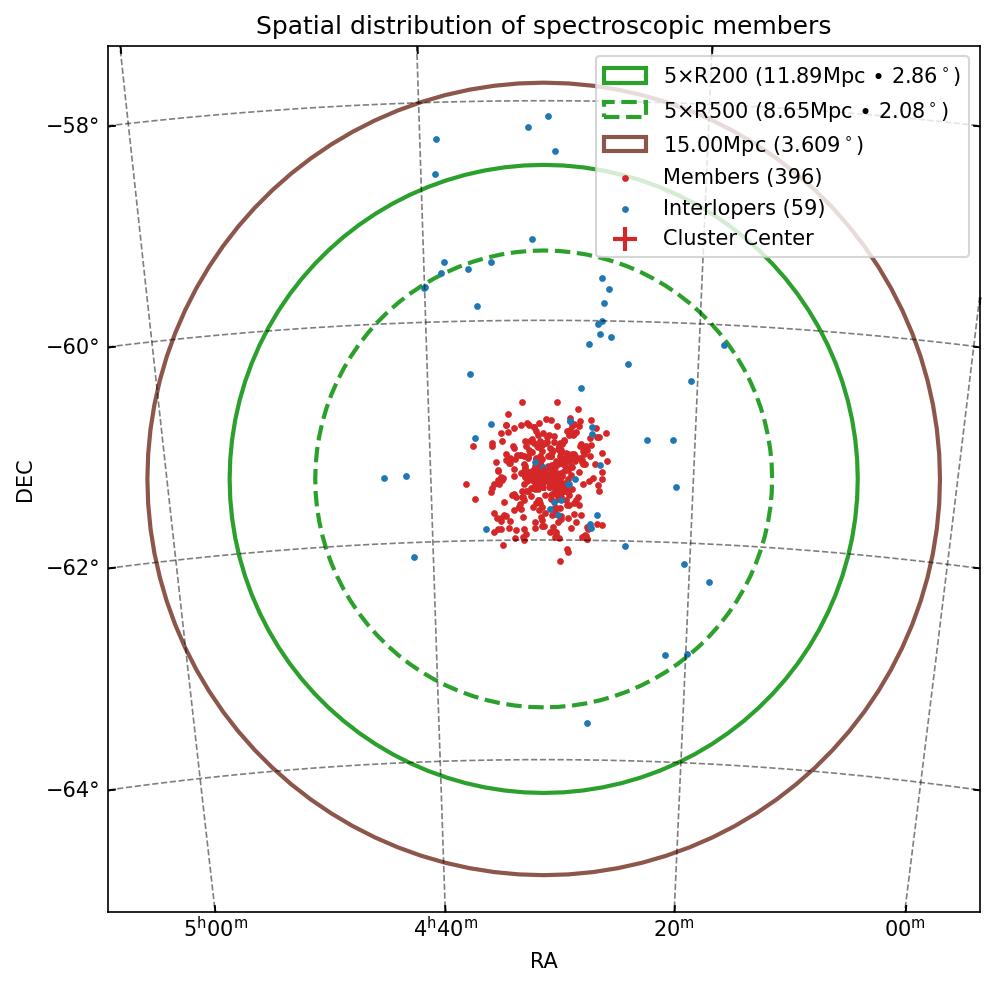 Spatial distribution of spectroscopic members
5×R200 (11.89Mpc • 2.86°)
5×R500 (8.65Mpc • 2.08°)
15.00Mpc (3.609°)
Members (396)
Interlopers (59)
Cluster Center
−58°
−60°
−62°
−64°
DEC
5ʰ00ᵐ
4ʰ40ᵐ
20ᵐ
00ᵐ
RA